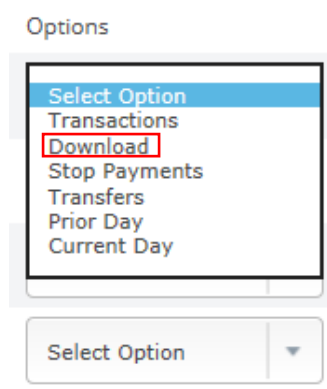 Options
Select Option
Transactions
Download
Stop Payments
Transfers
Prior Day
Current Day
Select Option